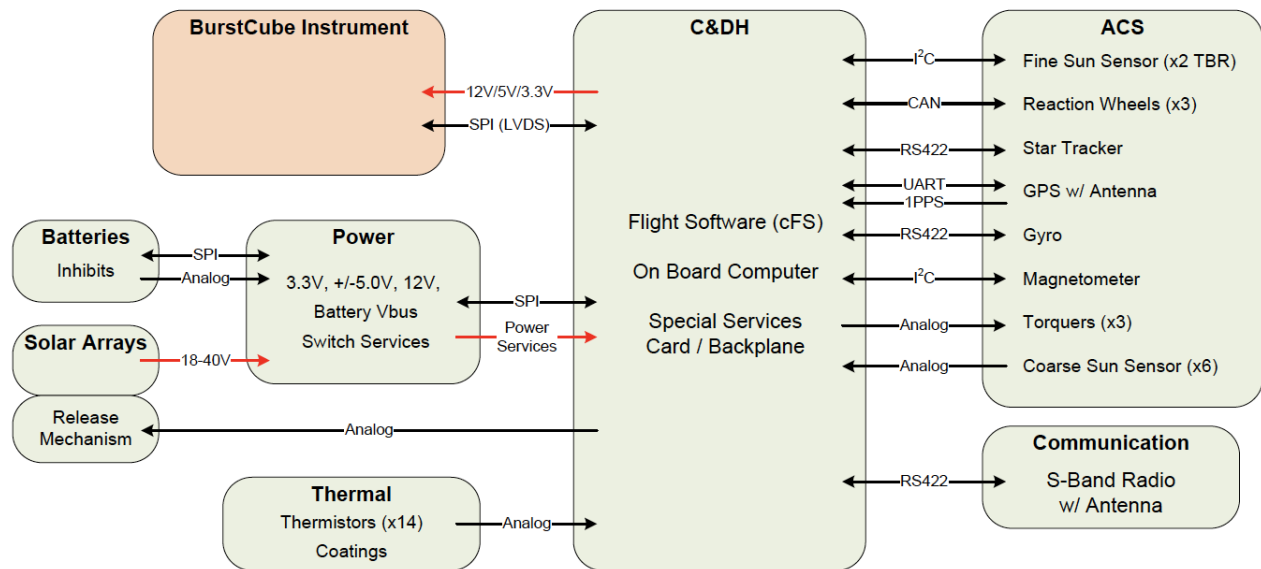 BurstCube Instrument
12V/5V/3.3V
SPI (LVDS)
Batteries
Inhibits
SPI
Analog
Power
3.3V, +/-5.0V, 12V,
Battery Vbus
Switch Services
SPI
Power
Services
Solar Arrays
18-40V
Release
Mechanism
Analog
Thermal
Thermistors (x14)
Coatings
Analog
C&DH
Flight Software (cFS)
On Board Computer
Special Services
Card / Backplane
ACS
I²C
Fine Sun Sensor (x2 TBR)
CAN
Reaction Wheels (x3)
RS422
Star Tracker
UART
1PPS
GPS w/ Antenna
RS422
Gyro
I²C
Magnetometer
Analog
Torquers (x3)
Analog
Coarse Sun Sensor (x6)
Communication
RS422
S-Band Radio
w/ Antenna